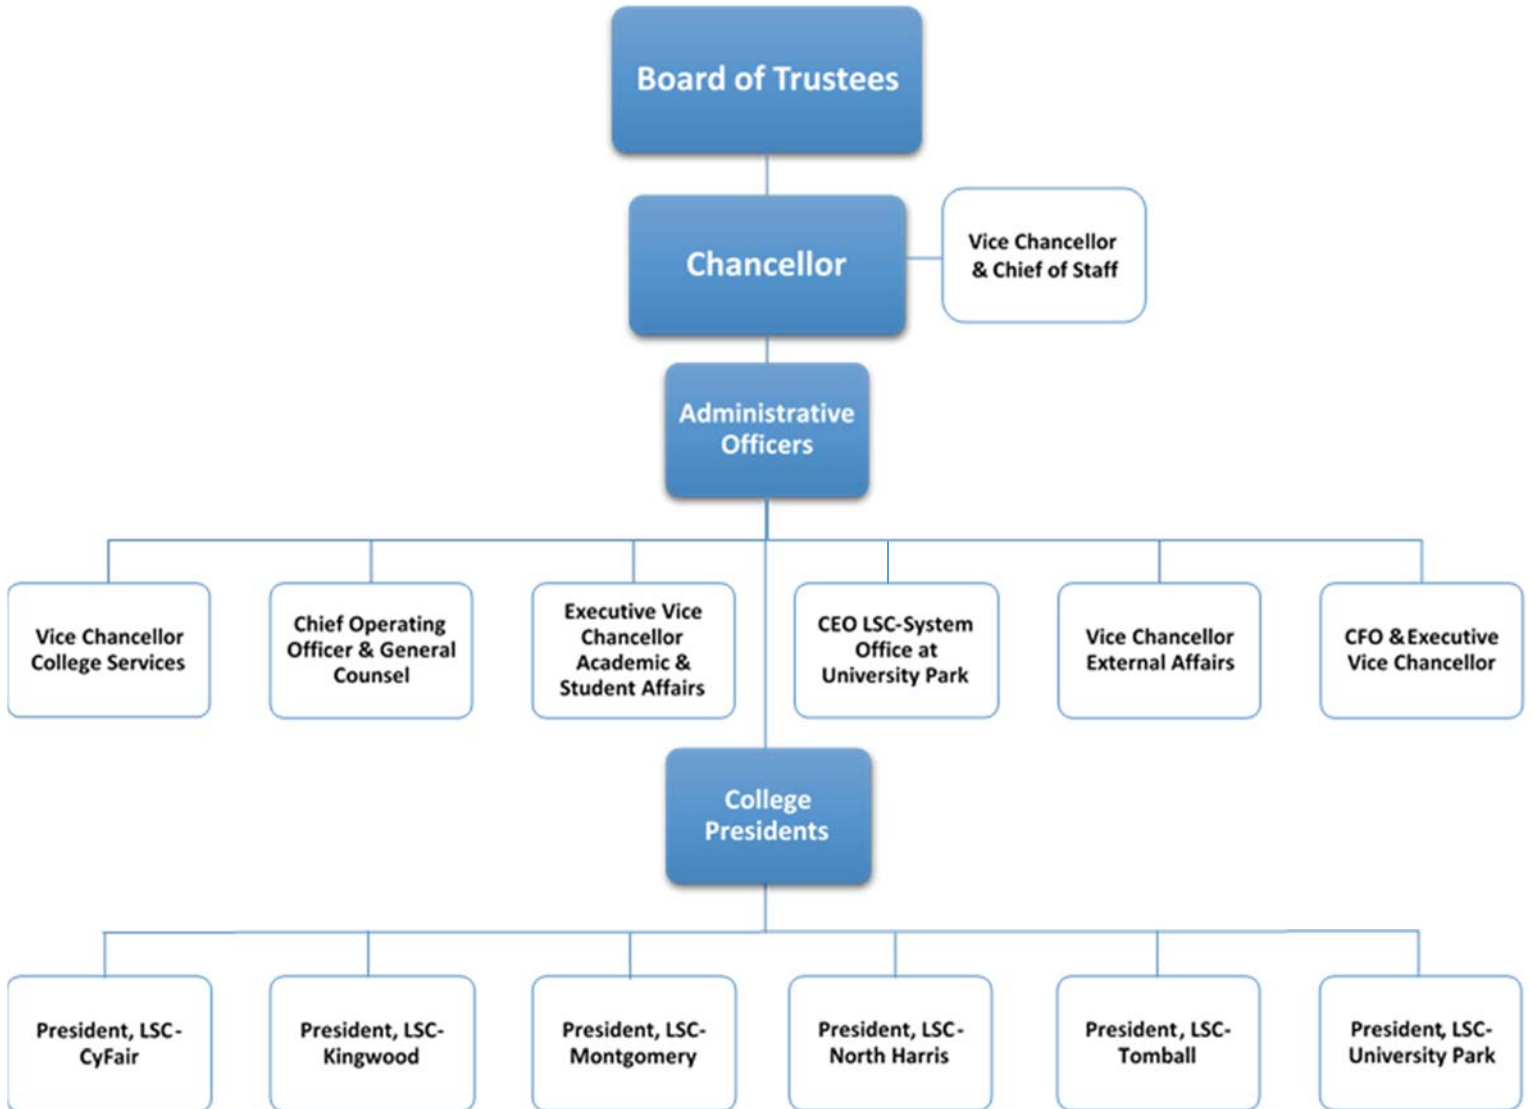 Board of Trustees
Chancellor
Vice Chancellor
& Chief of Staff
Administrative
Officers
Vice Chancellor
College Services
Chief Operating
Officer & General
Counsel
Executive Vice
Chancellor
Academic &
Student Affairs
CEO LSC-System
Office at
University Park
Vice Chancellor
External Affairs
CFO & Executive
Vice Chancellor
College
Presidents
President, LSC-
CyFair
President, LSC-
Kingwood
President, LSC-
Montgomery
President, LSC-
North Harris
President, LSC-
Tomball
President, LSC-
University Park